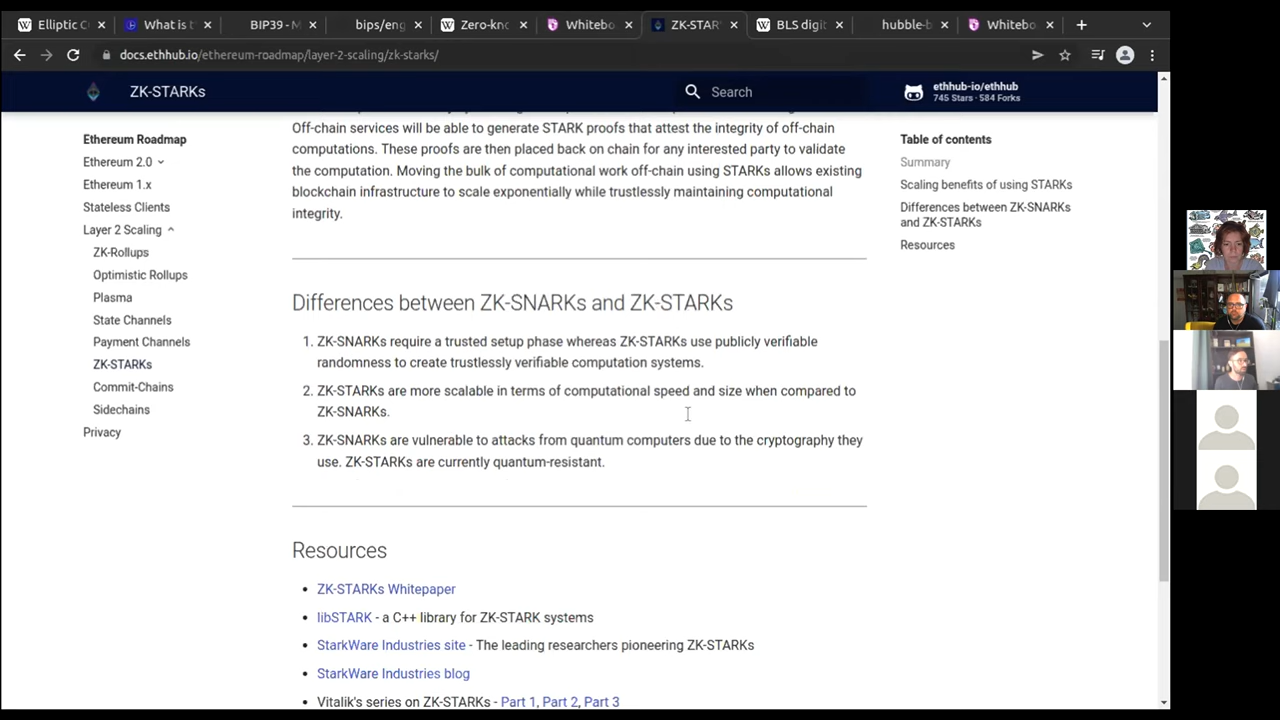 Elliptic C
What is t
BIP39 - M
bips/eng
Zero-kno
Whitebo
ZK-STAR
BLS digit
hubble-b
Whitebo
docs.ethhub.io/ethereum-roadmap/layer-2-scaling/zk-starks/
ZK-STARKs
Search
ethhub-io/ethhub
745 Stars · 584 Forks
Ethereum Roadmap
Ethereum 2.0
Ethereum 1.x
Stateless Clients
Layer 2 Scaling
ZK-Rollups
Optimistic Rollups
Plasma
State Channels
Payment Channels
ZK-STARKs
Commit-Chains
Sidechains
Privacy
Off-chain services will be able to generate STARK proofs that attest the integrity of off-chain
computations. These proofs are then placed back on chain for any interested party to validate
the computation. Moving the bulk of computational work off-chain using STARKs allows existing
blockchain infrastructure to scale exponentially while trustlessly maintaining computational
integrity.
Differences between ZK-SNARKs and ZK-STARKs
1. ZK-SNARKs require a trusted setup phase whereas ZK-STARKs use publicly verifiable
randomness to create trustlessly verifiable computation systems.
2. ZK-STARKs are more scalable in terms of computational speed and size when compared to
ZK-SNARKs.
3. ZK-SNARKs are vulnerable to attacks from quantum computers due to the cryptography they
use. ZK-STARKs are currently quantum-resistant.
Resources
• ZK-STARKs Whitepaper
• libSTARK - a C++ library for ZK-STARK systems
• StarkWare Industries site - The leading researchers pioneering ZK-STARKs
• StarkWare Industries blog
• Vitalik's series on ZK-STARKs - Part 1, Part 2, Part 3
Table of contents
Summary
Scaling benefits of using STARKs
Differences between ZK-SNARKs
and ZK-STARKs
Resources